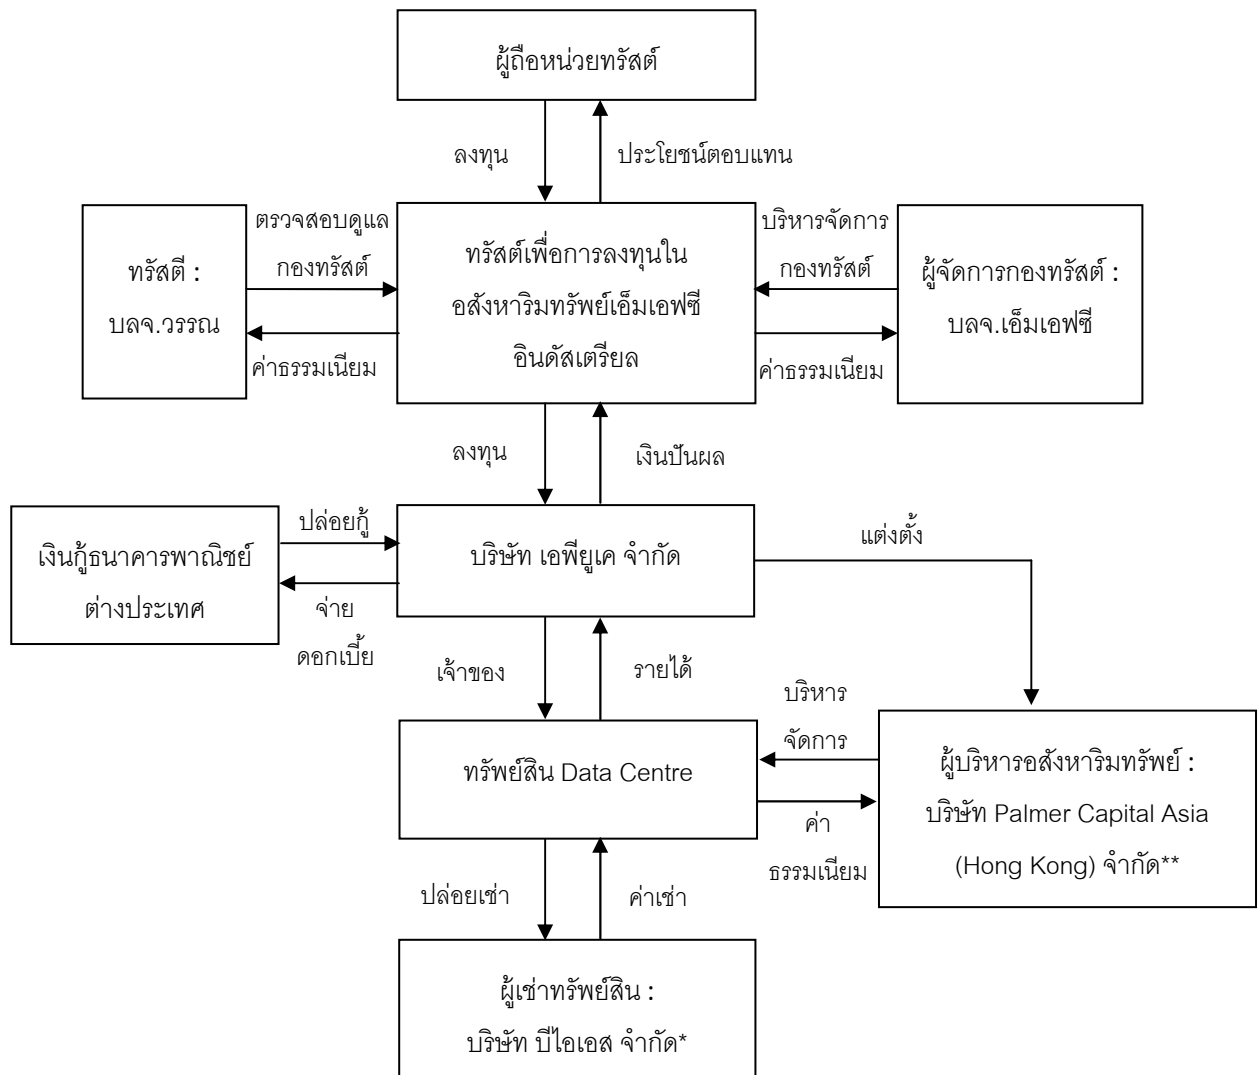 ผู้ถือหน่วยทรัสต์
ลงทุน
ประโยชน์ตอบแทน
ทรัสตี :
บลจ.วรรณ
ตรวจสอบดูแล
กองทรัสต์
ค่าธรรมเนียม
ทรัสต์เพื่อการลงทุนใน
อสังหาริมทรัพย์เอ็มเอฟซี
อินดัสเตรียล
บริหารจัดการ
กองทรัสต์
ค่าธรรมเนียม
ผู้จัดการกองทรัสต์ :
บลจ.เอ็มเอฟซี
ลงทุน
เงินปันผล
เงินกู้ธนาคารพาณิชย์
ต่างประเทศ
ปล่อยกู้
จ่าย
ดอกเบี้ย
บริษัท เอพียูเค จำกัด
แต่งตั้ง
เจ้าของ
รายได้
ทรัพย์สิน Data Centre
บริหาร
จัดการ
ค่า
ธรรมเนียม
ผู้บริหารอสังหาริมทรัพย์ :
บริษัท Palmer Capital Asia
(Hong Kong) จำกัด**
ปล่อยเช่า
ค่าเช่า
ผู้เช่าทรัพย์สิน :
บริษัท บีไอเอส จำกัด*